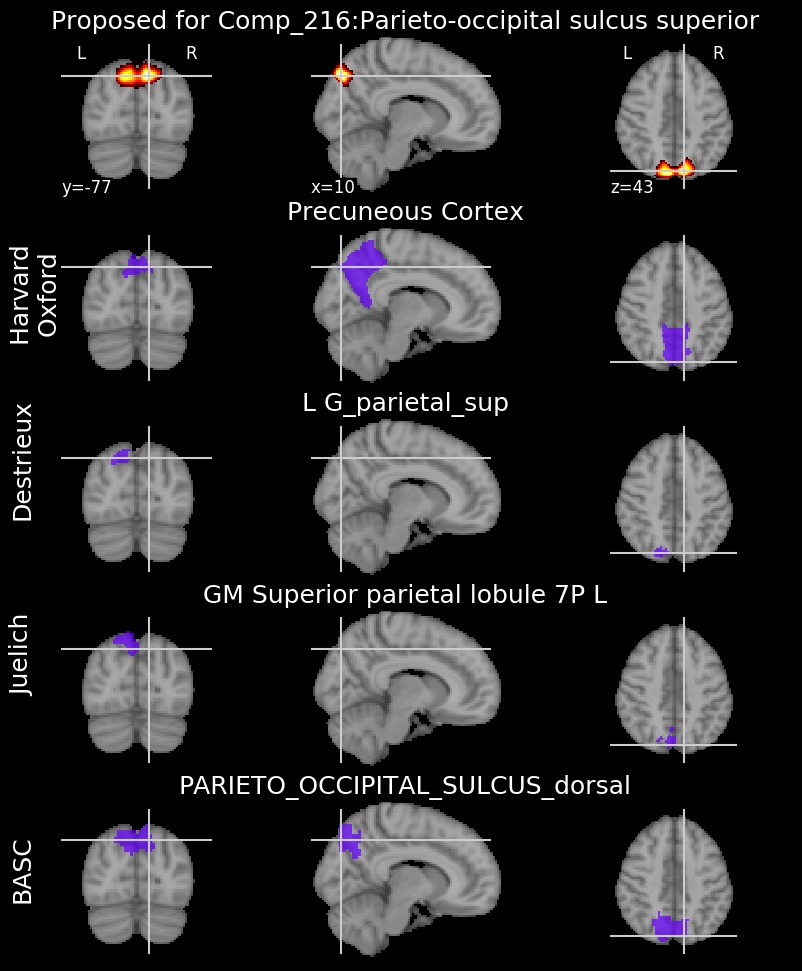 Proposed for Comp_216:Parieto-occipital sulcus superior
L R L R
y=-77 x=10 z=43
Precuneous Cortex
Harvard
Oxford
L G_parietal_sup
Destrieux
GM Superior parietal lobule 7P L
Juelich
PARIETO_OCCIPITAL_SULCUS_dorsal
BASC